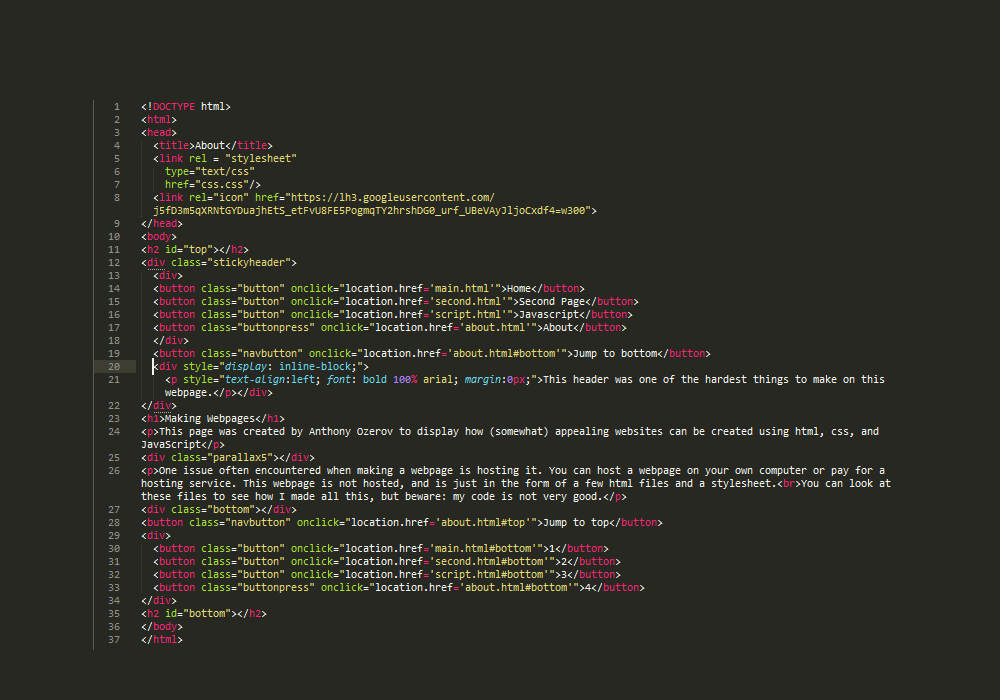 1 <!DOCTYPE html>
2 <html>
3 <head>
4 <title>About</title>
5 <link rel = "stylesheet"
6 type="text/css"
7 href="css.css"/>
8 <link rel="icon" href="https://lh3.googleusercontent.com/
j5fD3m5qXRNtGYDuajhEtS_etFvU8FE5PogmqTY2hrshDG0_urf_UBeVAyJljoCxdf4=w300">
9 </head>
10 <body>
11 <h2 id="top"></h2>
12 <div class="stickyheader">
13 <div>
14 <button class="button" onclick="location.href='main.html'">Home</button>
15 <button class="button" onclick="location.href='second.html'">Second Page</button>
16 <button class="button" onclick="location.href='script.html'">Javascript</button>
17 <button class="buttonpress" onclick="location.href='about.html'">About</button>
18 </div>
19 <button class="navbutton" onclick="location.href='about.html#bottom'">Jump to bottom</button>
20 <div style="display: inline-block;">
21 <p style="text-align:left; font: bold 100% arial; margin:0px;">This header was one of the hardest things to make on this
webpage.</p></div>
22 </div>
23 <h1>Making Webpages</h1>
24 <p>This page was created by Anthony Ozerov to display how (somewhat) appealing websites can be created using html, css, and
JavaScript</p>
25 <div class="parallax5"></div>
26 <p>One issue often encountered when making a webpage is hosting it. You can host a webpage on your own computer or pay for a
hosting service. This webpage is not hosted, and is just in the form of a few html files and a stylesheet.<br>You can look at
these files to see how I made all this, but beware: my code is not very good.</p>
27 <div class="bottom"></div>
28 <button class="navbutton" onclick="location.href='about.html#top'">Jump to top</button>
29 <div>
30 <button class="button" onclick="location.href='main.html#bottom'">1</button>
31 <button class="button" onclick="location.href='second.html#bottom'">2</button>
32 <button class="button" onclick="location.href='script.html#bottom'">3</button>
33 <button class="buttonpress" onclick="location.href='about.html#bottom'">4</button>
34 </div>
35 <h2 id="bottom"></h2>
36 </body>
37 </html>